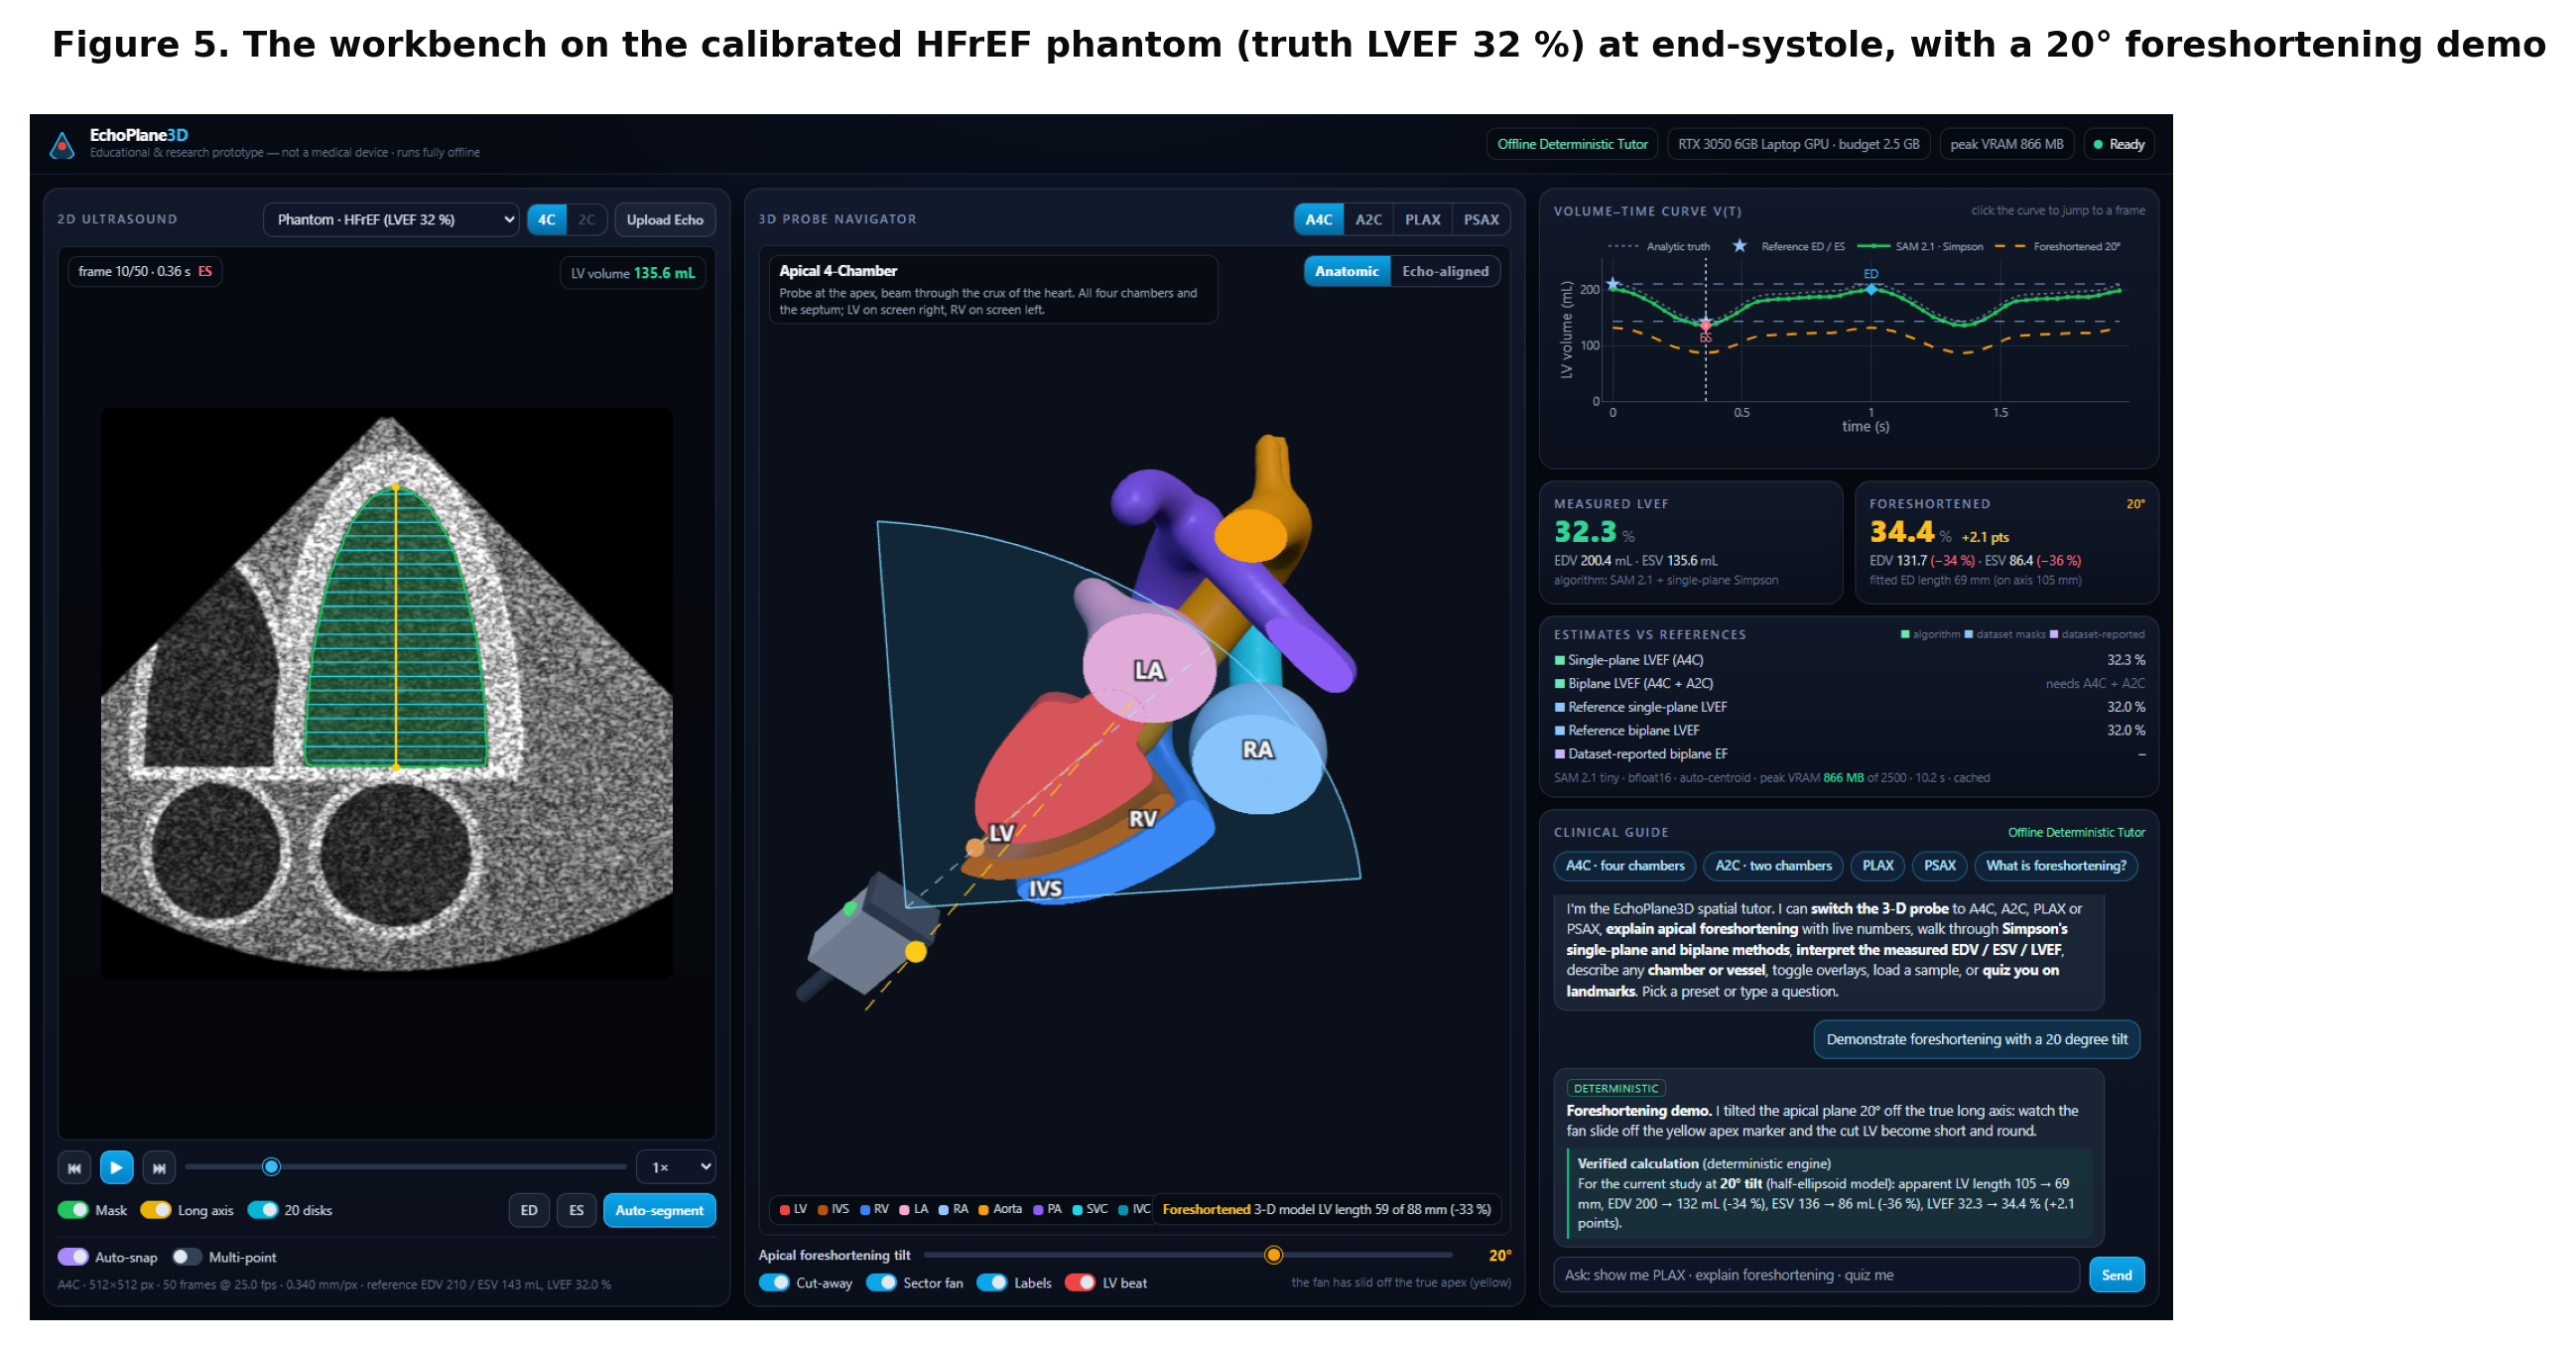 Figure 5. The workbench on the calibrated HFrEF phantom (truth LVEF 32 %) at end-systole, with a 20° foreshortening demo
EchoPlane3D
Educational & research prototype — not a medical device · runs fully offline
Offline Deterministic Tutor
RTX 3050 6GB Laptop GPU · budget 2.5 GB
peak VRAM 866 MB
Ready
2D ULTRASOUND
Phantom · HFrEF (LVEF 32 %)
4C
2C
Upload Echo
frame 10/50 · 0.36 s ES
LV volume 135.6 mL
1×
Mask
Long axis
20 disks
ED
ES
Auto-segment
Auto-snap
Multi-point
A4C · 512×512 px · 50 frames @ 25.0 fps · 0.340 mm/px · reference EDV 210 / ESV 143 mL, LVEF 32.0 %
3D PROBE NAVIGATOR
A4C
A2C
PLAX
PSAX
Apical 4-Chamber
Probe at the apex, beam through the crux of the heart. All four chambers and
the septum; LV on screen right, RV on screen left.
Anatomic
Echo-aligned
LA
RA
LV
RV
IVS
LV
IVS
RV
LA
RA
Aorta
PA
SVC
IVC
Foreshortened 3-D model LV length 59 of 88 mm (-33 %)
Apical foreshortening tilt
20°
Cut-away
Sector fan
Labels
LV beat
the fan has slid off the true apex (yellow)
VOLUME–TIME CURVE V(T)
click the curve to jump to a frame
Analytic truth
Reference ED / ES
SAM 2.1 · Simpson
Foreshortened 20°
LV volume (mL)
200
100
0
ED
ES
0
0.5
1
1.5
time (s)
MEASURED LVEF
32.3 %
EDV 200.4 mL · ESV 135.6 mL
algorithm: SAM 2.1 + single-plane Simpson
FORESHORTENED
20°
34.4 % +2.1 pts
EDV 131.7 (−34 %) · ESV 86.4 (−36 %)
fitted ED length 69 mm (on axis 105 mm)
ESTIMATES VS REFERENCES
algorithm
dataset masks
dataset-reported
Single-plane LVEF (A4C) 32.3 %
Biplane LVEF (A4C + A2C) needs A4C + A2C
Reference single-plane LVEF 32.0 %
Reference biplane LVEF 32.0 %
Dataset-reported biplane EF –
SAM 2.1 tiny · bfloat16 · auto-centroid · peak VRAM 866 MB of 2500 · 10.2 s · cached
CLINICAL GUIDE
Offline Deterministic Tutor
A4C · four chambers
A2C · two chambers
PLAX
PSAX
What is foreshortening?
I'm the EchoPlane3D spatial tutor. I can switch the 3-D probe to A4C, A2C, PLAX or
PSAX, explain apical foreshortening with live numbers, walk through Simpson's
single-plane and biplane methods, interpret the measured EDV / ESV / LVEF,
describe any chamber or vessel, toggle overlays, load a sample, or quiz you on
landmarks. Pick a preset or type a question.
Demonstrate foreshortening with a 20 degree tilt
DETERMINISTIC
Foreshortening demo. I tilted the apical plane 20° off the true long axis: watch the
fan slide off the yellow apex marker and the cut LV become short and round.
Verified calculation (deterministic engine)
For the current study at 20° tilt (half-ellipsoid model): apparent LV length 105 → 69
mm, EDV 200 → 132 mL (-34 %), ESV 136 → 86 mL (-36 %), LVEF 32.3 → 34.4 % (+2.1
points).
Ask: show me PLAX · explain foreshortening · quiz me
Send